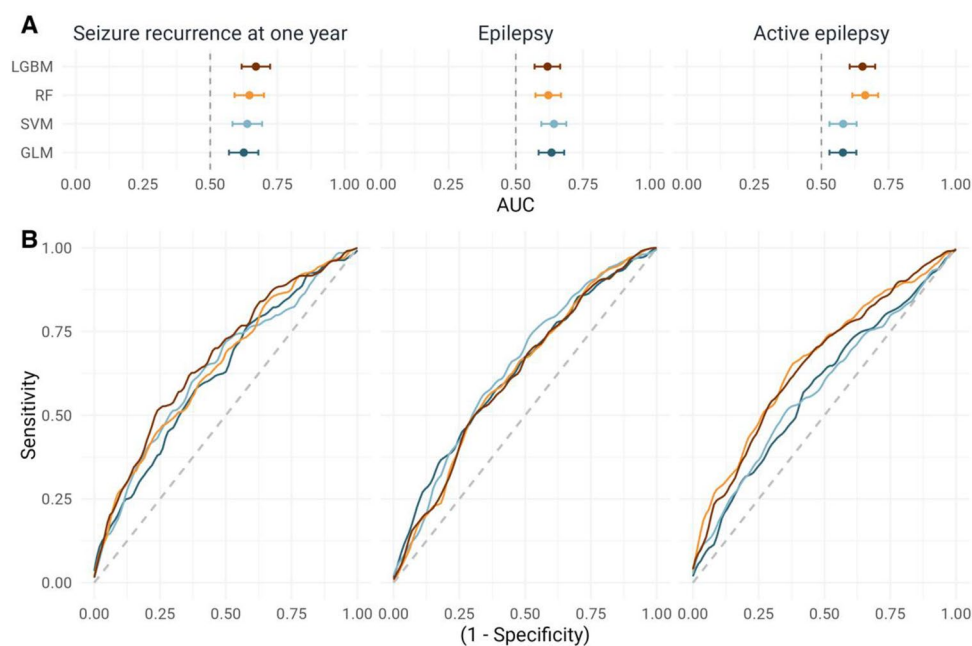 A
Seizure recurrence at one year Epilepsy Active epilepsy
LGBM
RF
SVM
GLM
0.00 0.25 0.50 0.75 1.00 0.00 0.25 0.50 0.75 1.00 0.00 0.25 0.50 0.75 1.00
AUC
B
1.00
0.75
0.50
0.25
0.00
Sensitivity
0.00 0.25 0.50 0.75 1.00 0.00 0.25 0.50 0.75 1.00 0.00 0.25 0.50 0.75 1.00
(1 - Specificity)